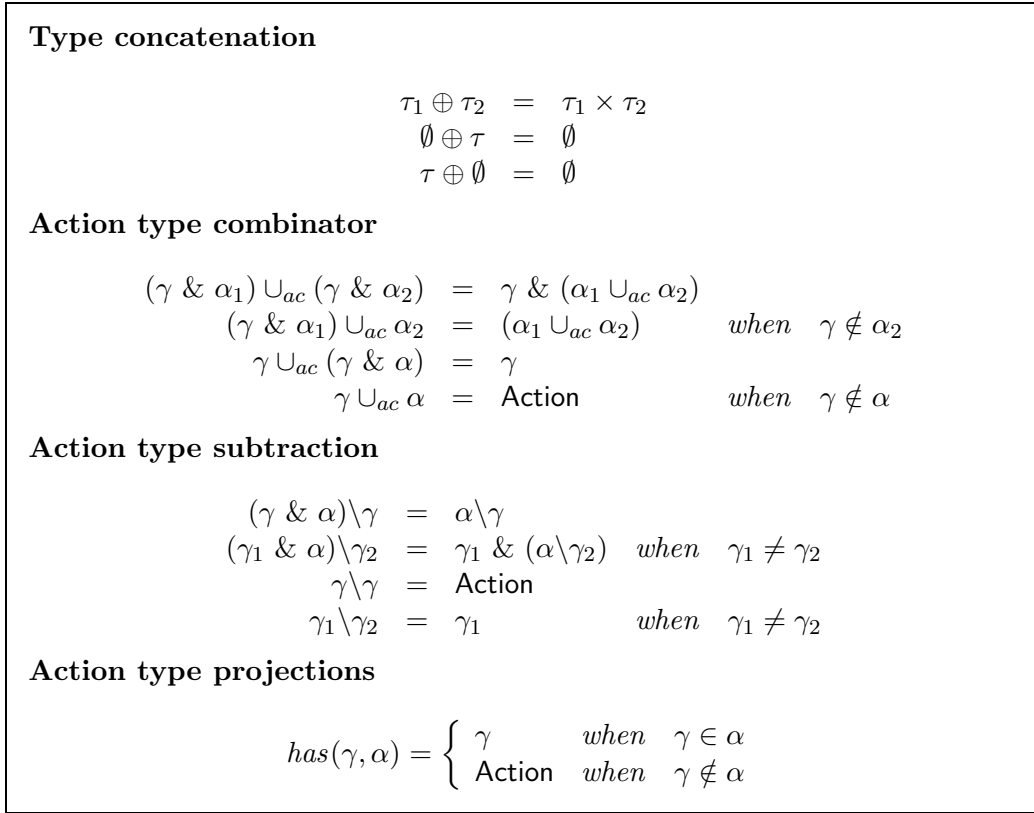 Type concatenation
τ₁ ⊕ τ₂ = τ₁ × τ₂
∅ ⊕ τ = ∅
τ ⊕ ∅ = ∅
Action type combinator
(γ & α₁) ∪ₐc (γ & α₂) = γ & (α₁ ∪ₐc α₂)
(γ & α₁) ∪ₐc α₂ = (α₁ ∪ₐc α₂) when γ ∉ α₂
γ ∪ₐc (γ & α) = γ
γ ∪ₐc α = Action when γ ∉ α
Action type subtraction
(γ & α)\γ = α\γ
(γ₁ & α)\γ₂ = γ₁ & (α\γ₂) when γ₁ ≠ γ₂
γ\γ = Action
γ₁\γ₂ = γ₁ when γ₁ ≠ γ₂
Action type projections
has(γ, α) = { γ when γ ∈ α
Action when γ ∉ α